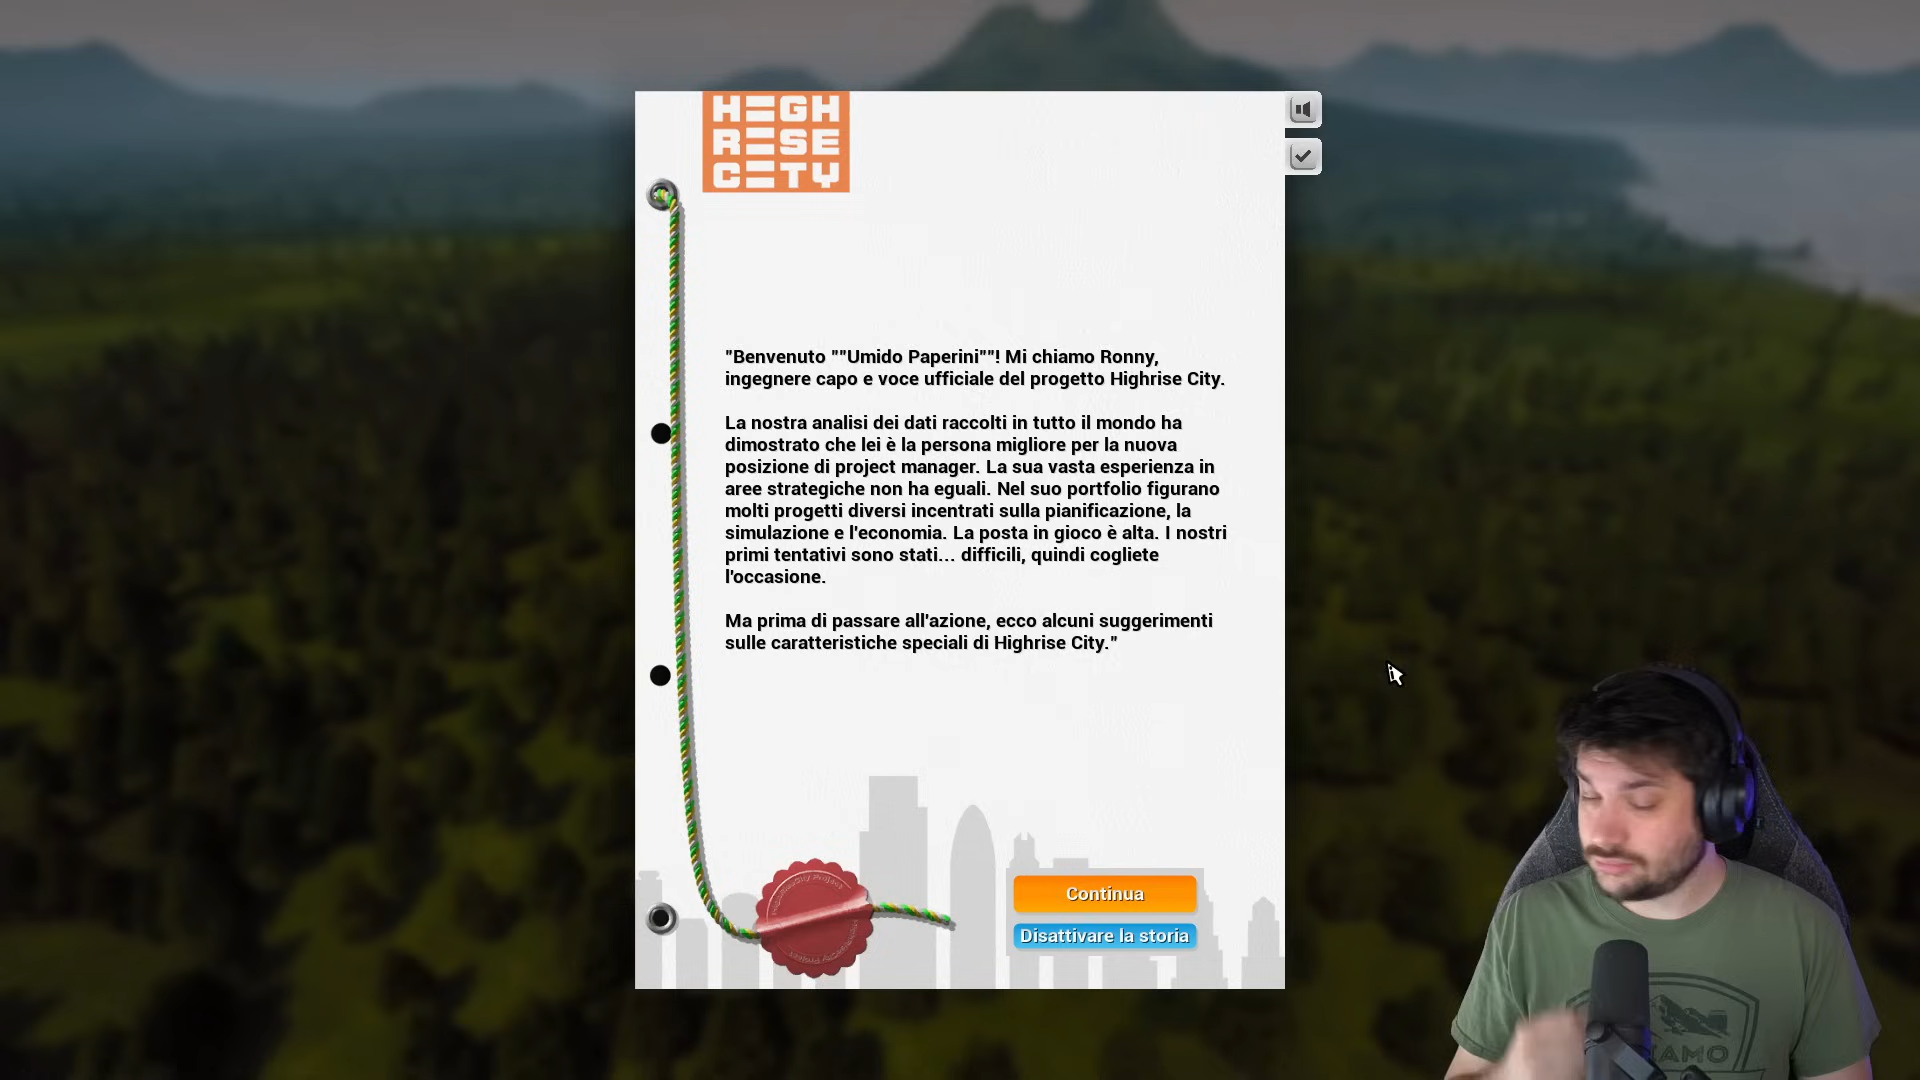 HIGH
RISE
CITY
"Benvenuto ""Umido Paperini""! Mi chiamo Ronny,
ingegnere capo e voce ufficiale del progetto Highrise City.
La nostra analisi dei dati raccolti in tutto il mondo ha
dimostrato che lei è la persona migliore per la nuova
posizione di project manager. La sua vasta esperienza in
aree strategiche non ha eguali. Nel suo portfolio figurano
molti progetti diversi incentrati sulla pianificazione, la
simulazione e l'economia. La posta in gioco è alta. I nostri
primi tentativi sono stati... difficili, quindi cogliete
l'occasione.
Ma prima di passare all'azione, ecco alcuni suggerimenti
sulle caratteristiche speciali di Highrise City."
Continua
Disattivare la storia